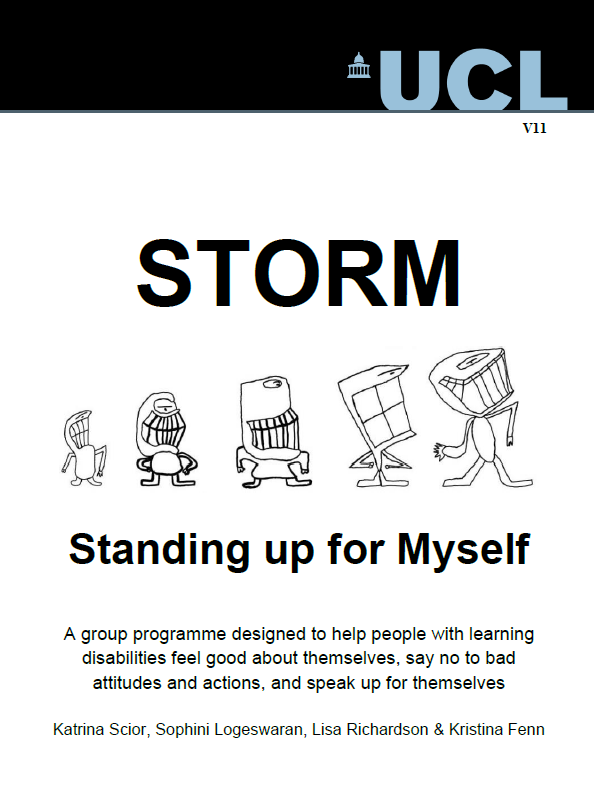 UCL
V11
STORM
Standing up for Myself
A group programme designed to help people with learning
disabilities feel good about themselves, say no to bad
attitudes and actions, and speak up for themselves
Katrina Scior, Sophini Logeswaran, Lisa Richardson & Kristina Fenn